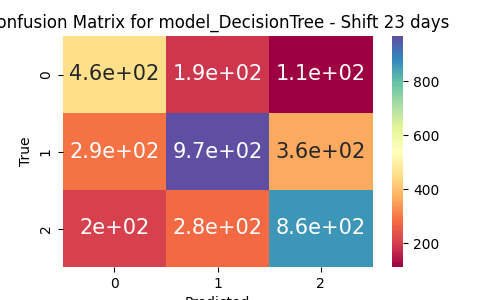 onfusion Matrix for model_DecisionTree - Shift 23 days
0 4.6e+02 1.9e+02 1.1e+02
1 2.9e+02 9.7e+02 3.6e+02
2 2e+02 2.8e+02 8.6e+02
True
0 1 2
Predicted
800
600
400
200